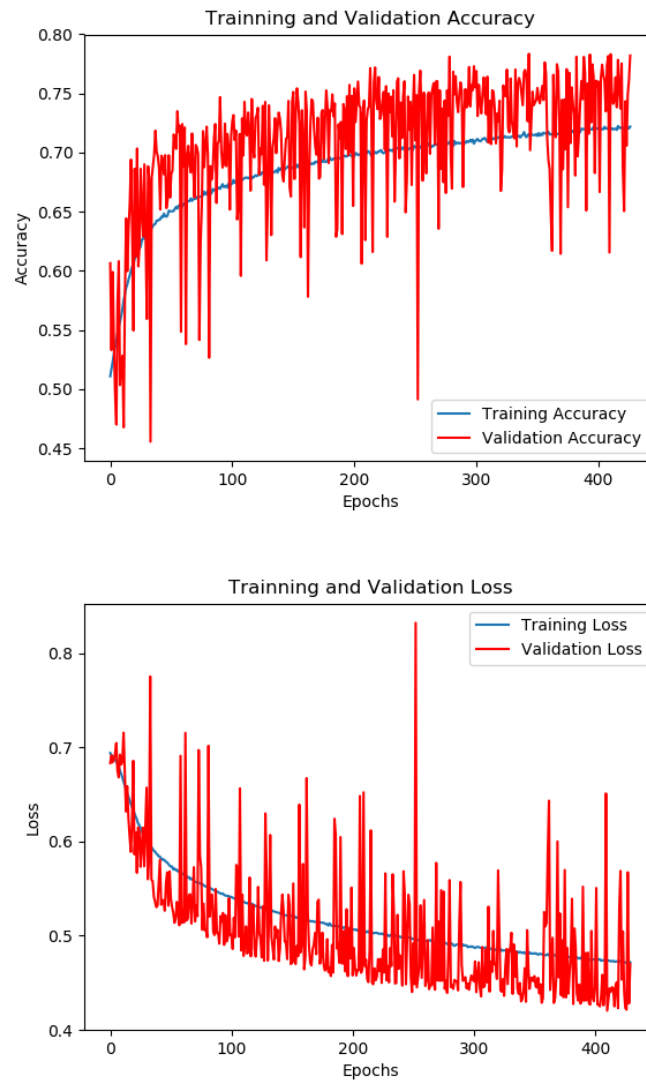 Trainning and Validation Accuracy
0.80
0.75
0.70
0.65
0.60
0.55
0.50
0.45
Accuracy
Training Accuracy
Validation Accuracy
0 100 200 300 400
Epochs
Trainning and Validation Loss
Training Loss
Validation Loss
0.8
0.7
0.6
0.5
0.4
Loss
0 100 200 300 400
Epochs